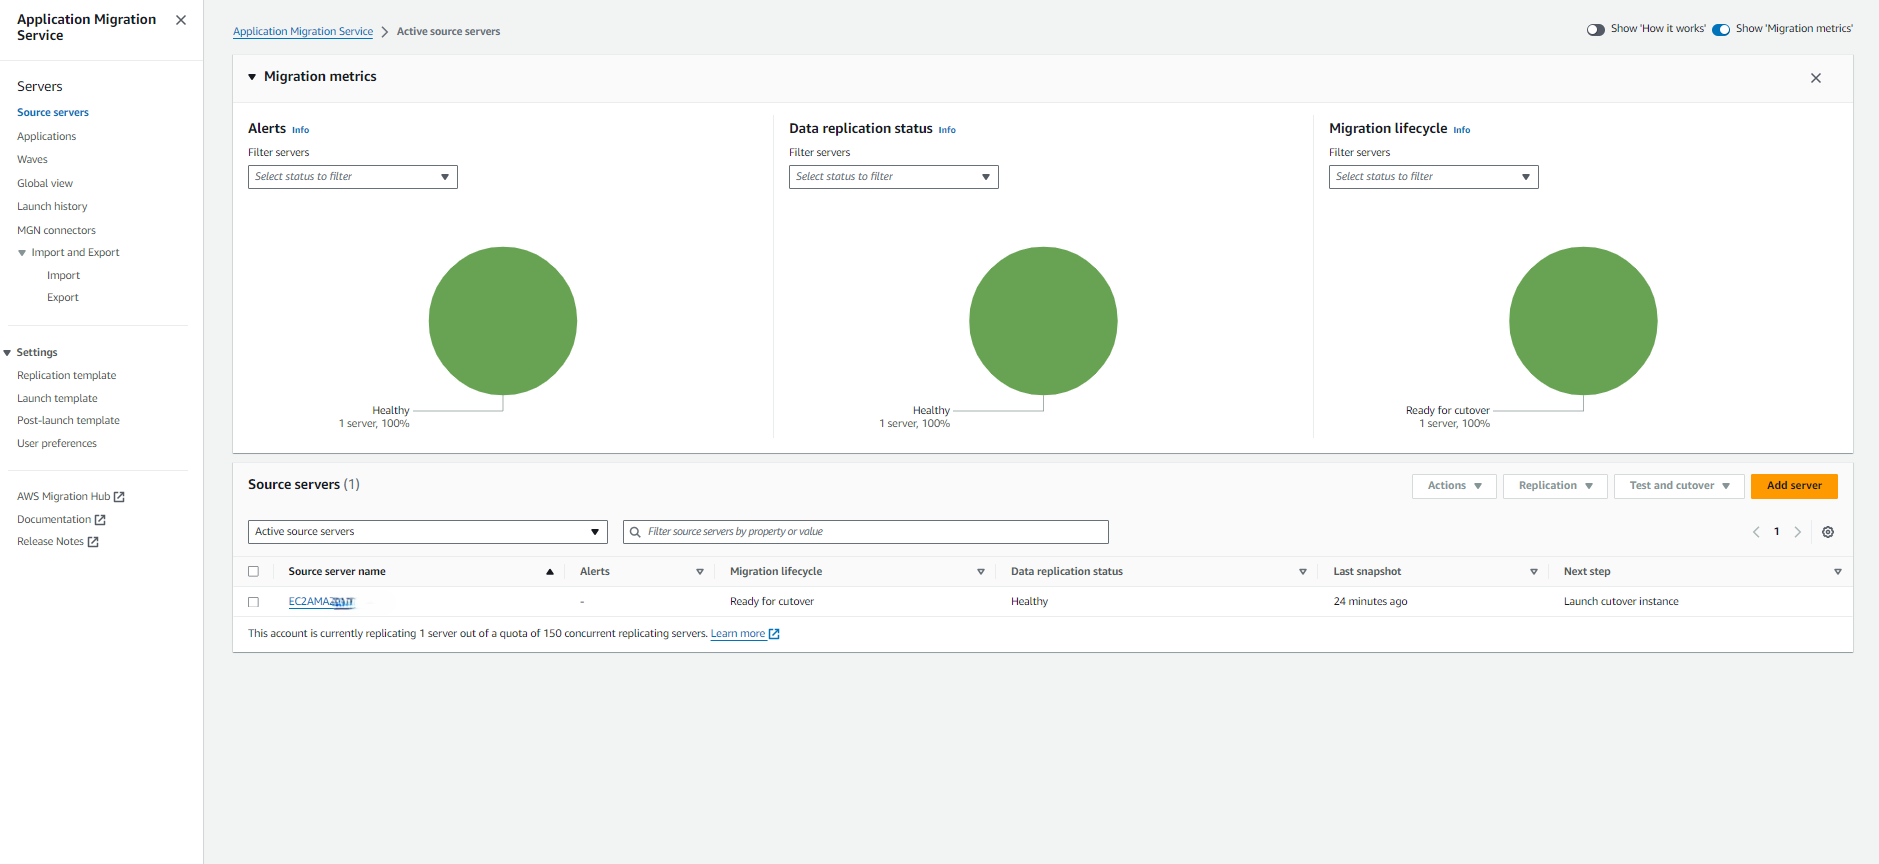 Application Migration
Service
Servers
Source servers
Applications
Waves
Global view
Launch history
MGN connectors
Import and Export
Import
Export
Settings
Replication template
Launch template
Post-launch template
User preferences
AWS Migration Hub
Documentation
Release Notes
Application Migration Service > Active source servers
Show 'How it works' Show 'Migration metrics'
Migration metrics
Alerts Info
Filter servers
Select status to filter
Healthy
1 server, 100%
Data replication status Info
Filter servers
Select status to filter
Healthy
1 server, 100%
Migration lifecycle Info
Filter servers
Select status to filter
Ready for cutover
1 server, 100%
Source servers (1)
Actions Replication Test and cutover Add server
Active source servers Filter source servers by property or value 1
Source server name Alerts Migration lifecycle Data replication status Last snapshot Next step
- Ready for cutover Healthy 24 minutes ago Launch cutover instance
This account is currently replicating 1 server out of a quota of 150 concurrent replicating servers. Learn more